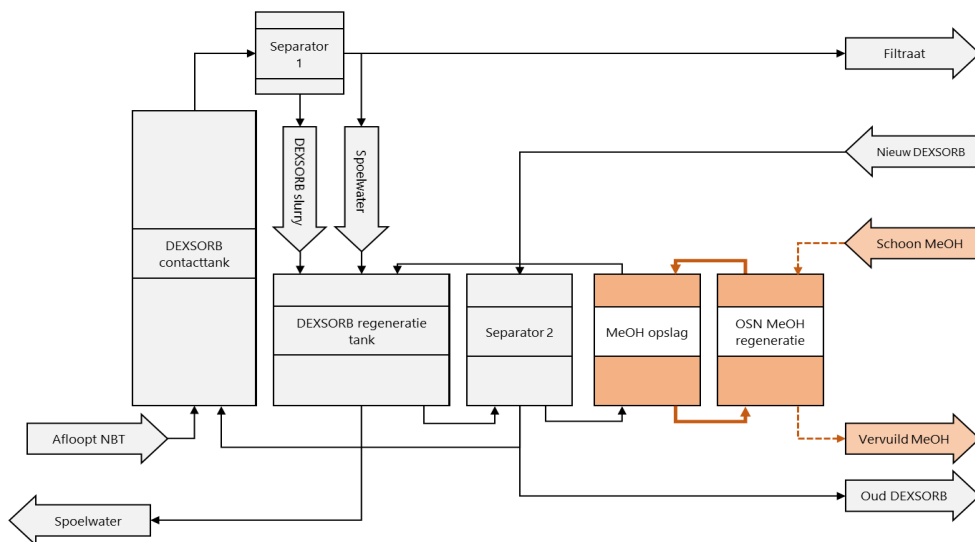 Separator
1
Filtraat
DEXSORB slurry
Spoelwater
Nieuw DEXSORB
DEXSORB
contacttank
Schoon MeOH
DEXSORB regeneratie
tank
Separator 2
MeOH opslag
OSN MeOH
regeneratie
Afloopt NBT
Vervuild MeOH
Oud DEXSORB
Spoelwater